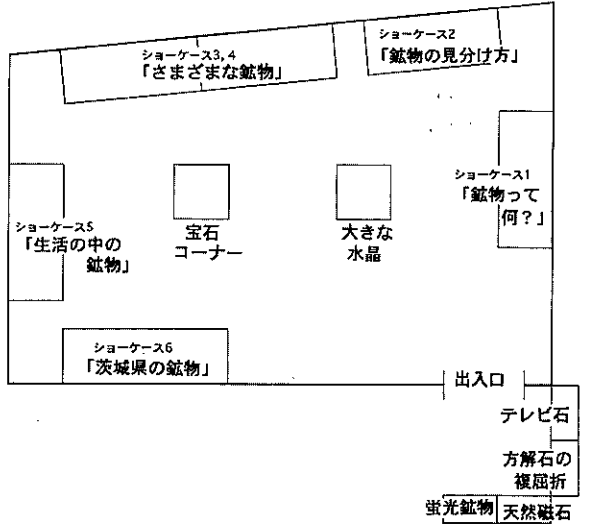 ショーケース3,4
「さまざまな鉱物」
ショーケース2
「鉱物の見分け方」
ショーケース1
「鉱物って
何?」
ショーケース5
「生活の中の
鉱物」
宝石
コーナー
大きな
水晶
ショーケース6
「茨城県の鉱物」
出入口
テレビ石
方解石の
複屈折
蛍光鉱物
天然磁石